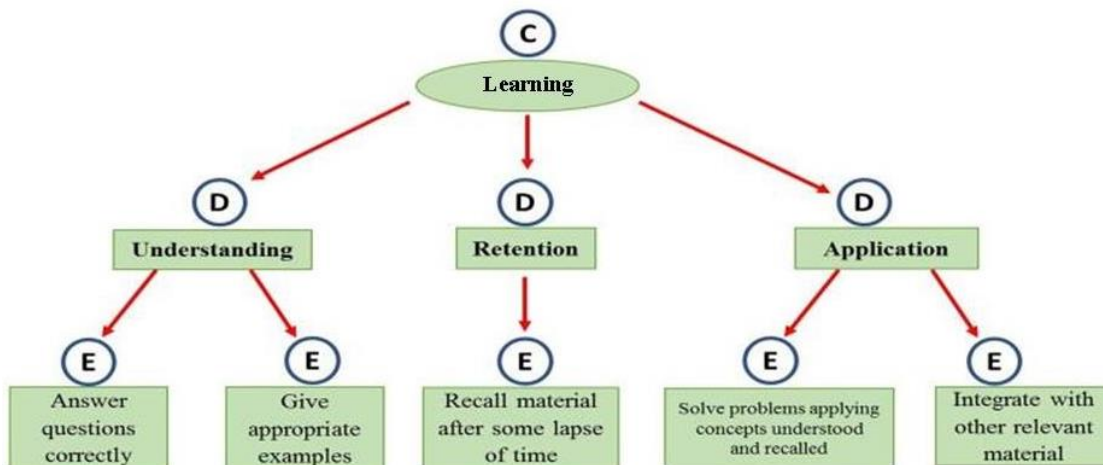 C
Learning
D
D
D
Understanding
Retention
Application
E
E
E
E
E
Answer
questions
correctly
Give
appropriate
examples
Recall material
after some lapse
of time
Solve problems applying
concepts understood
and recalled
Integrate with
other relevant
material